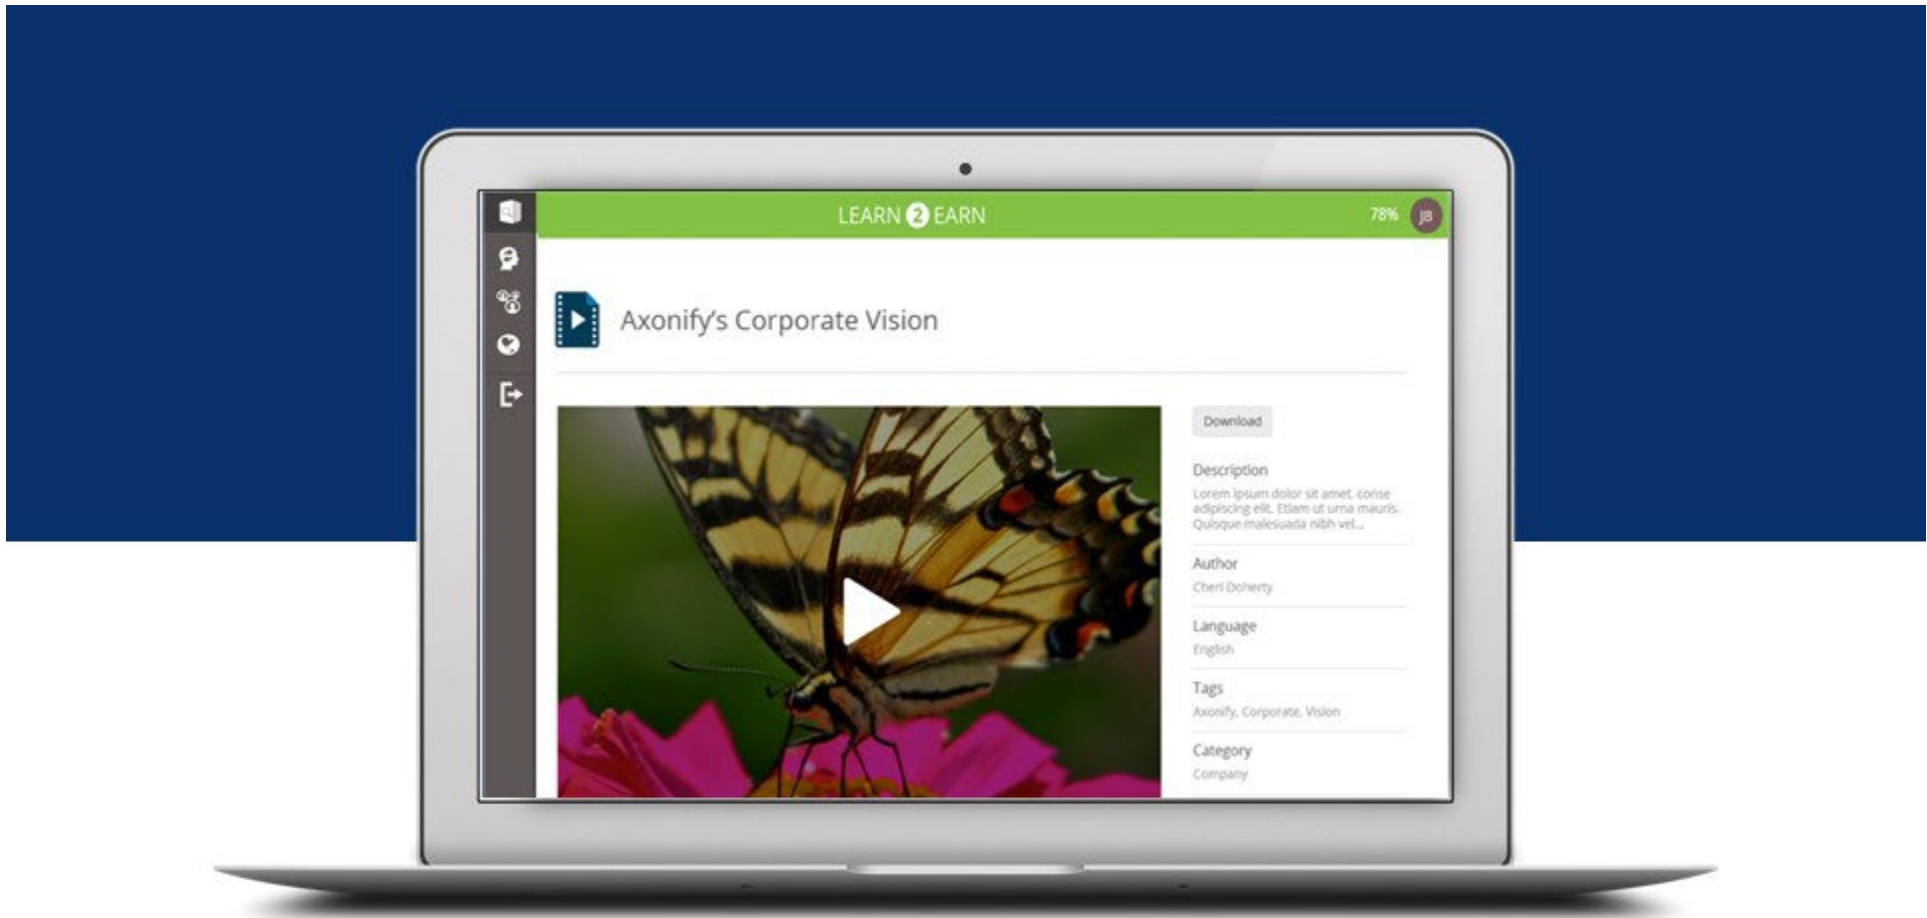 LEARN 2 EARN
78%
JB
Axonify's Corporate Vision
Download
Description
Lorem ipsum dolor sit amet, conse
adipiscing elit. Etiam ut urna mauris.
Quisque malesuada nibh vel...
Author
Cheri Doherty
Language
English
Tags
Axonify, Corporate, Vision
Category
Company